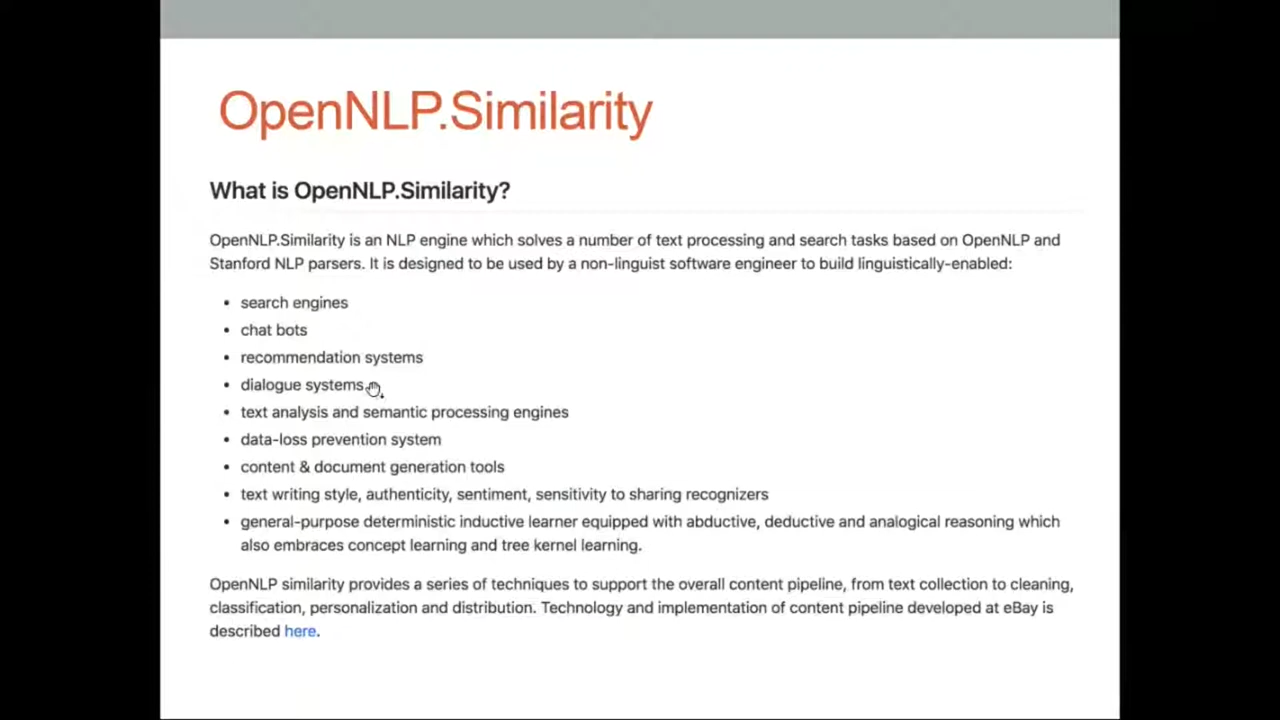 OpenNLP.Similarity
What is OpenNLP.Similarity?
OpenNLP.Similarity is an NLP engine which solves a number of text processing and search tasks based on OpenNLP and
Stanford NLP parsers. It is designed to be used by a non-linguist software engineer to build linguistically-enabled:
• search engines
• chat bots
• recommendation systems
• dialogue systems
• text analysis and semantic processing engines
• data-loss prevention system
• content & document generation tools
• text writing style, authenticity, sentiment, sensitivity to sharing recognizers
• general-purpose deterministic inductive learner equipped with abductive, deductive and analogical reasoning which
also embraces concept learning and tree kernel learning.
OpenNLP similarity provides a series of techniques to support the overall content pipeline, from text collection to cleaning,
classification, personalization and distribution. Technology and implementation of content pipeline developed at eBay is
described here.